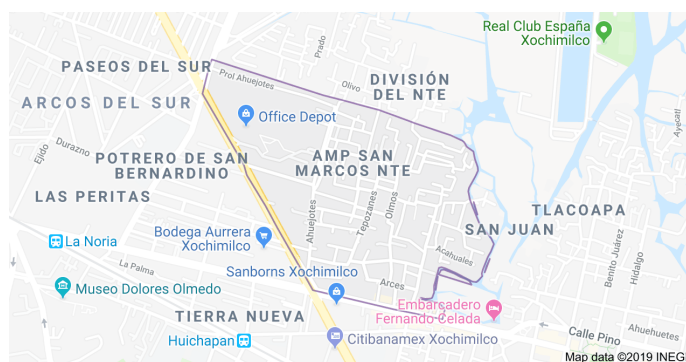 Real Club España
Xochimilco
Prado
PASEOS DEL SUR
Prol Ahuejotes
Olivo
DIVISIÓN
DEL NTE
ARCOS DEL SUR
Office Depot
Ayecatl
Durazno
Ejido
POTRERO DE SAN
BERNARDINO
AMP SAN
MARCOS NTE
LAS PERITAS
Ahuejotes
Tepozanes
Olmos
TLACOAPA
SAN JUAN
Bodega Aurrera
Xochimilco
La Noria
Benito Juárez
Hidalgo
Acahuales
La Palma
Sanborns Xochimilco
Arces
Museo Dolores Olmedo
Embarcadero
Fernando Celada
TIERRA NUEVA
Huichapan
Citibanamex Xochimilco
Calle Pino
Ahuehuetes
Map data ©2019 INEGI